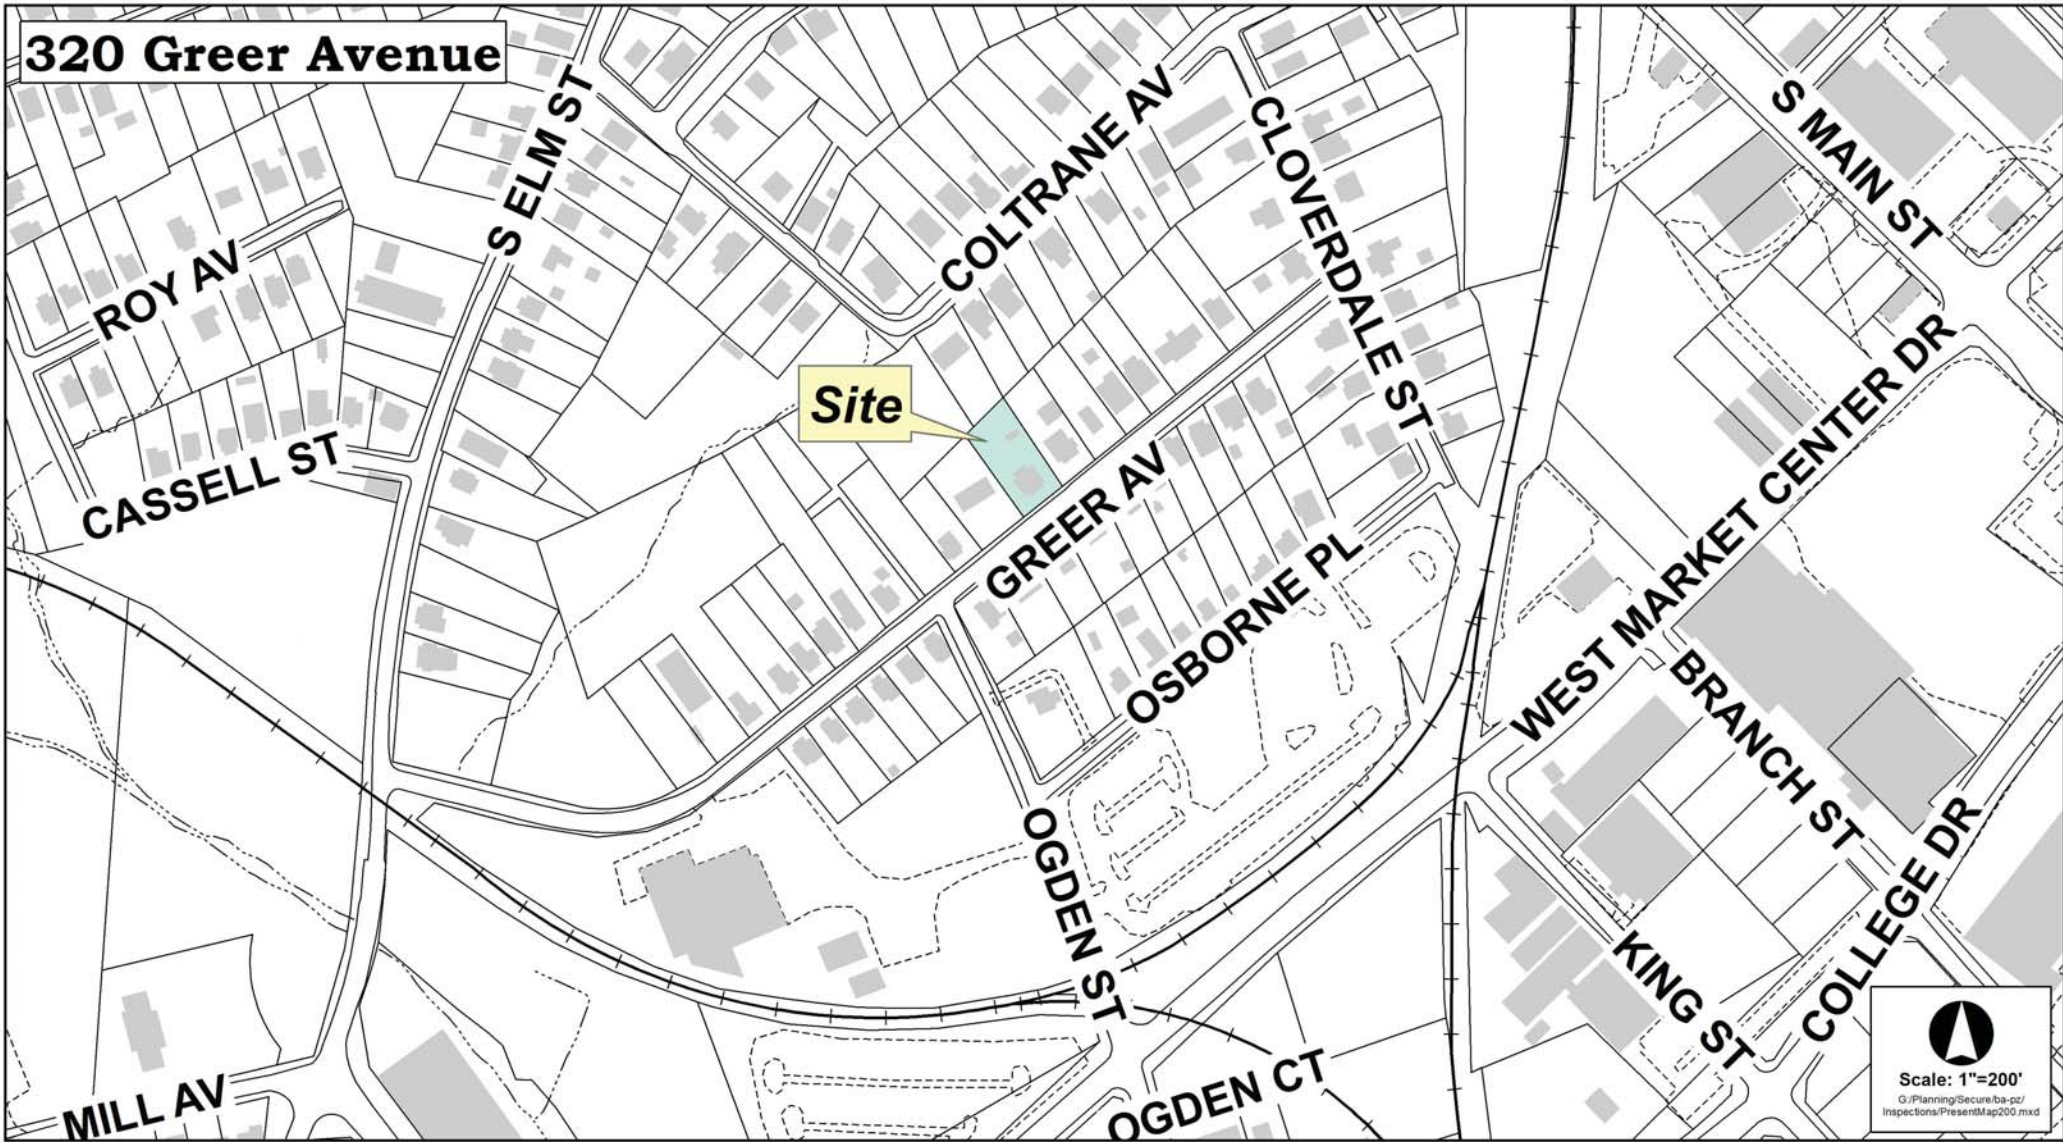 320 Greer Avenue
S ELM ST
COLTRANE AV
CLOVERDALE ST
S MAIN ST
ROY AV
Site
CASSELL ST
GREER AV
WEST MARKET CENTER DR
OSBORNE PL
BRANCH ST
OGDEN ST
COLLEGE DR
KING ST
MILL AV
OGDEN CT
Scale: 1"=200'
G:/Planning/Secure/ba-pz/
Inspections/PresentMap200.mxd